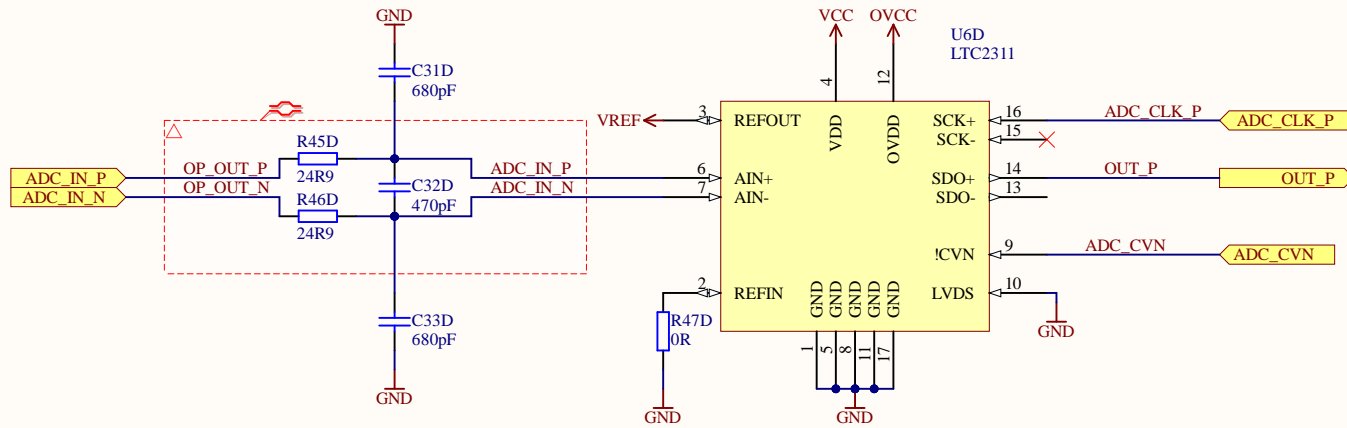 GND
VCC
OVCC
U6D
LTC2311
C31D
680pF
4
12
VREF
3
REFOUT
VDD
OVDD
SCK+
16
ADC_CLK_P
ADC_CLK_P
SCK-
15
R45D
24R9
ADC_IN_P
OP_OUT_P
ADC_IN_P
6
AIN+
SDO+
14
OUT_P
OUT_P
ADC_IN_N
OP_OUT_N
C32D
470pF
ADC_IN_N
7
AIN-
SDO-
13
R46D
24R9
!CVN
9
ADC_CVN
ADC_CVN
2
REFIN
LVDS
10
GND
C33D
680pF
R47D
0R
GND
GND
GND
GND
GND
1
5
8
11
17
GND
GND
GND